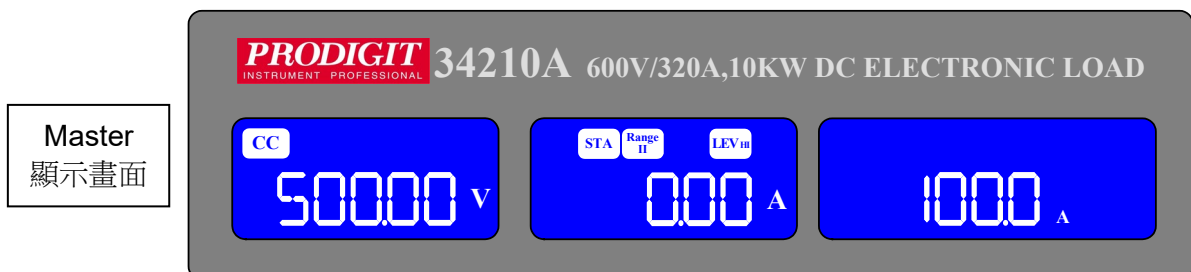 PRODIGIT
INSTRUMENT PROFESSIONAL
34210A 600V/320A,10KW DC ELECTRONIC LOAD
Master
顯示畫面
CC
500.00 V
STA Range II LEV HI
0.00 A
100.0 A